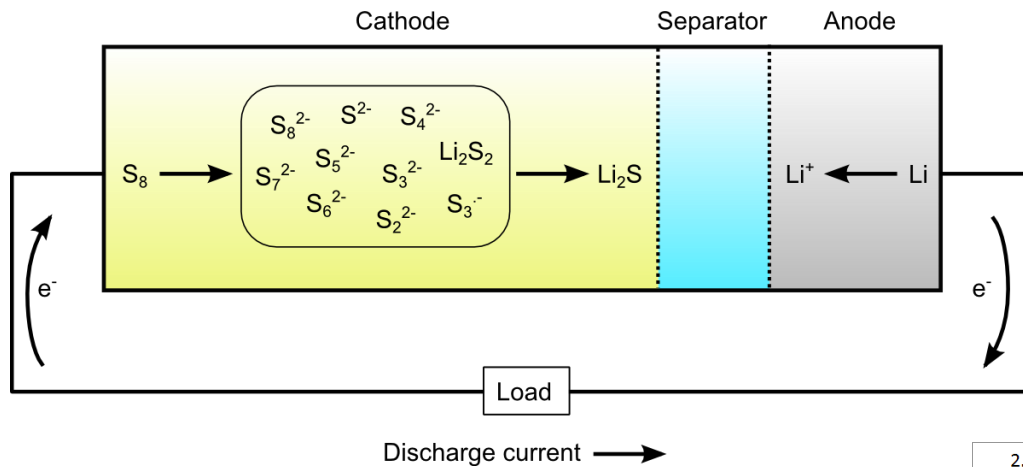 Cathode Separator Anode
S₈²⁻ S²⁻ S₄²⁻
S₅²⁻ Li₂S₂
S₈ S₇²⁻ S₃²⁻ Li₂S Li⁺ Li
S₆²⁻ S₂²⁻ S₃·⁻
e⁻ e⁻
Load
Discharge current
2.